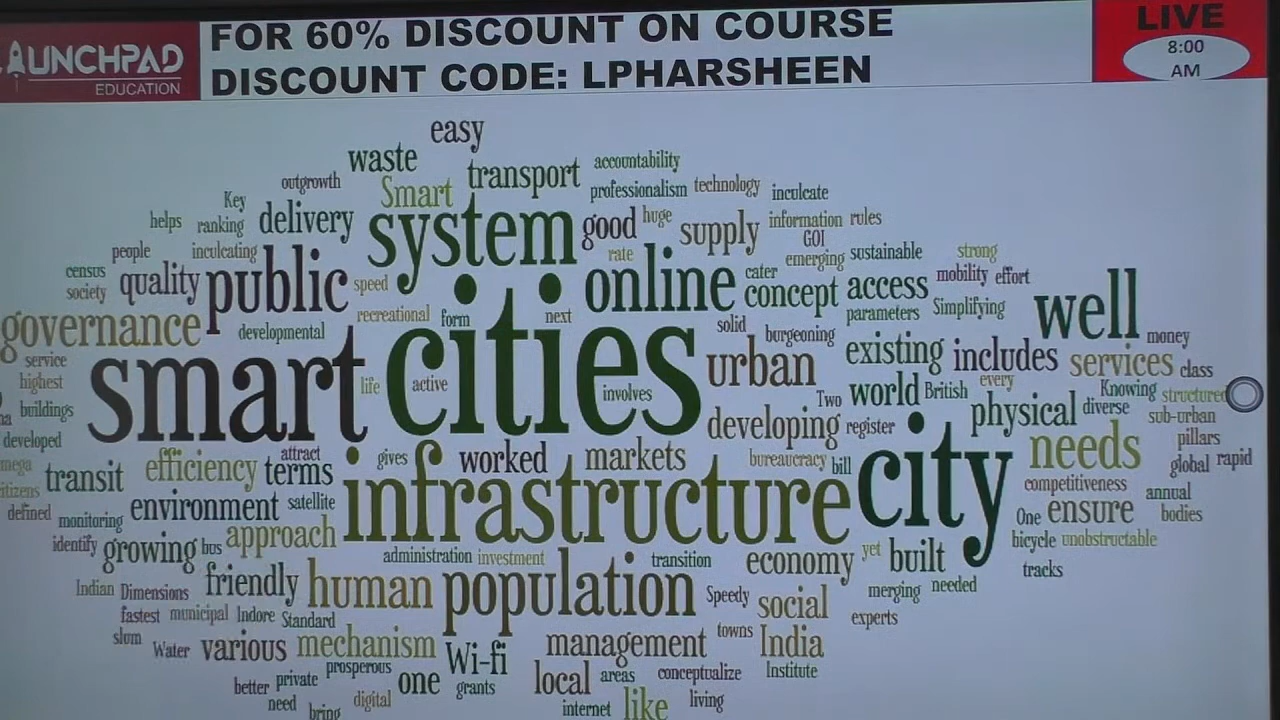 LAUNCHPAD
EDUCATION
FOR 60% DISCOUNT ON COURSE
DISCOUNT CODE: LPHARSHEEN
LIVE
8:00
AM
easy
waste transport accountability
outgrowth Smart professionalism technology inculcate
Key
helps ranking delivery system good huge supply information rules
GOI
people inculcating rate emerging sustainable strong
census quality public speed online cater concept access mobility effort well
society
governance developmental recreational form next solid burgeoning parameters Simplifying money
service smart cities urban existing includes services class
highest life active involves Two world British every Knowing structured
buildings developing register physical diverse sub-urban
developed attract pillars
mega transit efficiency terms gives worked markets bureaucracy bill city needs global rapid
defined environment satellite infrastructure competitiveness annual
monitoring One ensure bodies
identify growing bus approach bicycle unobstructable
administration investment transition economy yet built tracks
Indian Dimensions friendly human population Speedy social merging needed
fastest municipal Indore Standard experts
slum
Water various mechanism Wi-fi management towns India
prosperous areas conceptualize Institute
better private one grants local
need digital internet like living
bring